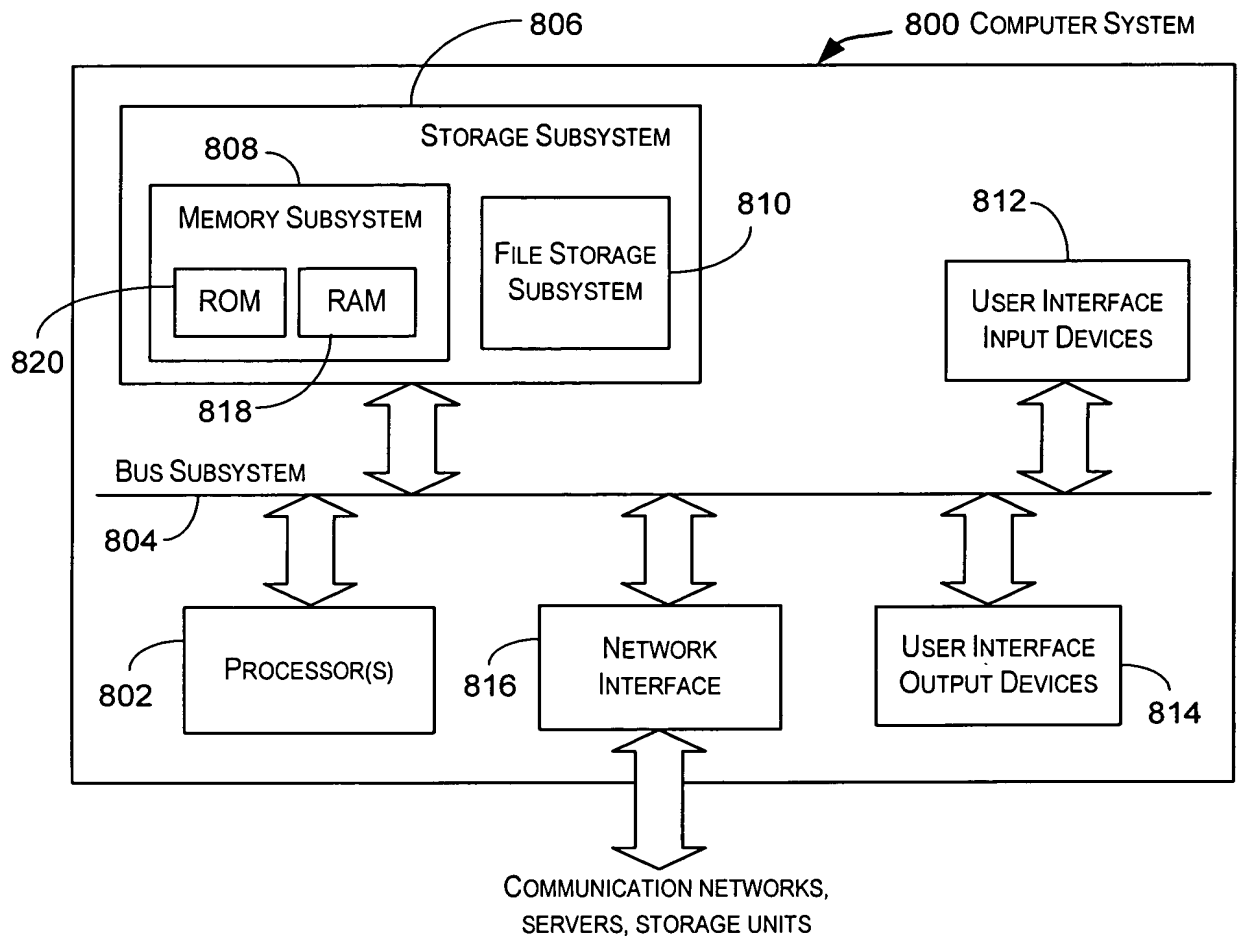 806
800 COMPUTER SYSTEM
STORAGE SUBSYSTEM
808
MEMORY SUBSYSTEM
ROM
RAM
820
818
FILE STORAGE
SUBSYSTEM
810
812
USER INTERFACE
INPUT DEVICES
BUS SUBSYSTEM
804
PROCESSOR(S)
802
NETWORK
INTERFACE
816
USER INTERFACE
OUTPUT DEVICES
814
COMMUNICATION NETWORKS,
SERVERS, STORAGE UNITS